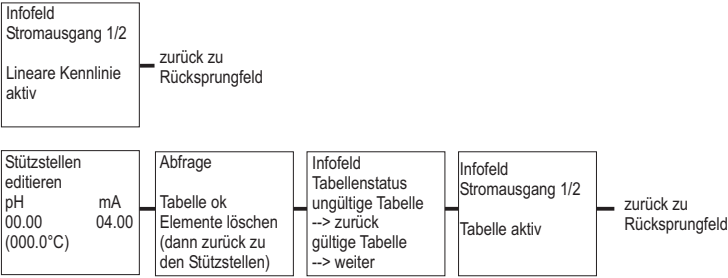 Infofeld
Stromausgang 1/2
Lineare Kennlinie
aktiv
zurück zu
Rücksprungfeld
Stützstellen
editieren
pH mA
00.00 04.00
(000.0°C)
Abfrage
Tabelle ok
Elemente löschen
(dann zurück zu
den Stützstellen)
Infofeld
Tabellenstatus
ungültige Tabelle
--> zurück
gültige Tabelle
--> weiter
Infofeld
Stromausgang 1/2
Tabelle aktiv
zurück zu
Rücksprungfeld